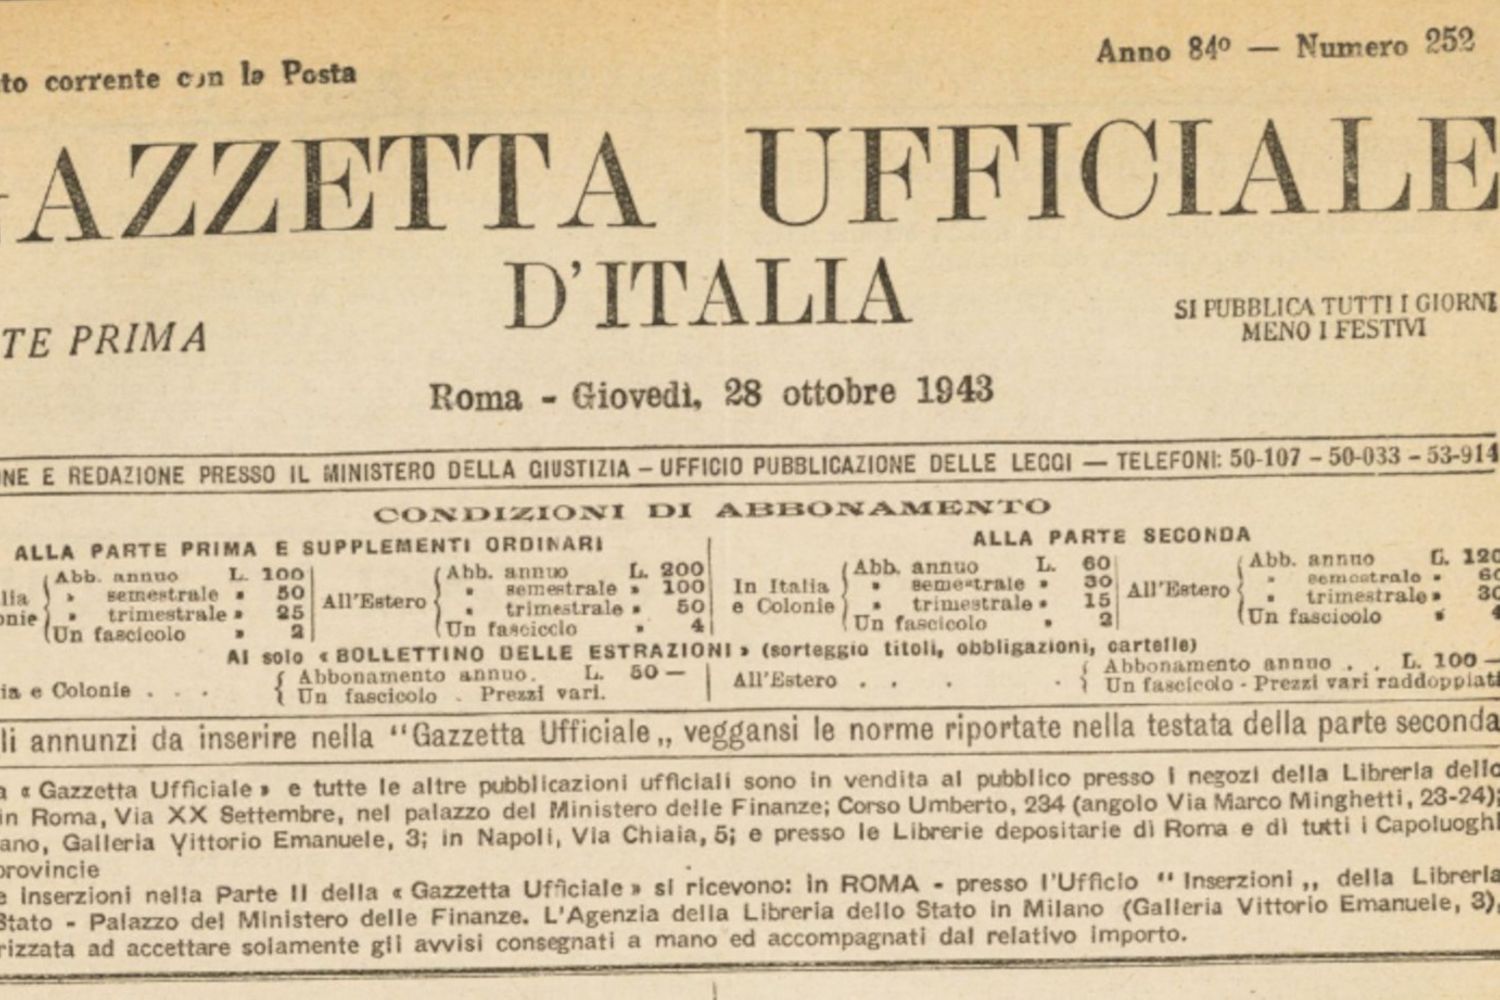 to corrente con la Posta
Anno 84º — Numero 252
GAZZETTA UFFICIALE
D'ITALIA
TE PRIMA
SI PUBBLICA TUTTI I GIORNI
MENO I FESTIVI
Roma - Giovedì, 28 ottobre 1943
NE E REDAZIONE PRESSO IL MINISTERO DELLA GIUSTIZIA – UFFICIO PUBBLICAZIONE DELLE LEGGI — TELEFONI: 50-107 – 50-033 – 53-914
CONDIZIONI DI ABBONAMENTO
ALLA PARTE PRIMA E SUPPLEMENTI ORDINARI
lia
onie
Abb. annuo L. 100
» semestrale » 50
» trimestrale » 25
Un fascicolo » 2
All'Estero
Abb. annuo L. 200
» semestrale » 100
» trimestrale » 50
Un fascicolo » 4
ALLA PARTE SECONDA
In Italia
e Colonie
Abb. annuo L. 60
» semestrale » 30
» trimestrale » 15
Un fascicolo » 2
All'Estero
Abb. annuo L. 120
» semestrale » 60
» trimestrale » 30
Un fascicolo » 4
Al solo « BOLLETTINO DELLE ESTRAZIONI » (sorteggio titoli, obbligazioni, cartelle)
ia e Colonie . . .
Abbonamento annuo. L. 50 —
Un fascicolo - Prezzi vari.
All'Estero . . . .
Abbonamento annuo . . L. 100 —
Un fascicolo - Prezzi vari raddoppiati
li annunzi da inserire nella “Gazzetta Ufficiale„ veggansi le norme riportate nella testata della parte seconda
a « Gazzetta Ufficiale » e tutte le altre pubblicazioni ufficiali sono in vendita al pubblico presso i negozi della Libreria dello
in Roma, Via XX Settembre, nel palazzo del Ministero delle Finanze; Corso Umberto, 234 (angolo Via Marco Minghetti, 23-24);
ano, Galleria Vittorio Emanuele, 3; in Napoli, Via Chiaia, 5; e presso le Librerie depositarie di Roma e di tutti i Capoluoghi
provincie
e inserzioni nella Parte II della « Gazzetta Ufficiale » si ricevono: in ROMA - presso l'Ufficio “Inserzioni„ della Libreria
Stato - Palazzo del Ministero delle Finanze. L'Agenzia della Libreria dello Stato in Milano (Galleria Vittorio Emanuele, 3),
rizzata ad accettare solamente gli avvisi consegnati a mano ed accompagnati dal relativo importo.